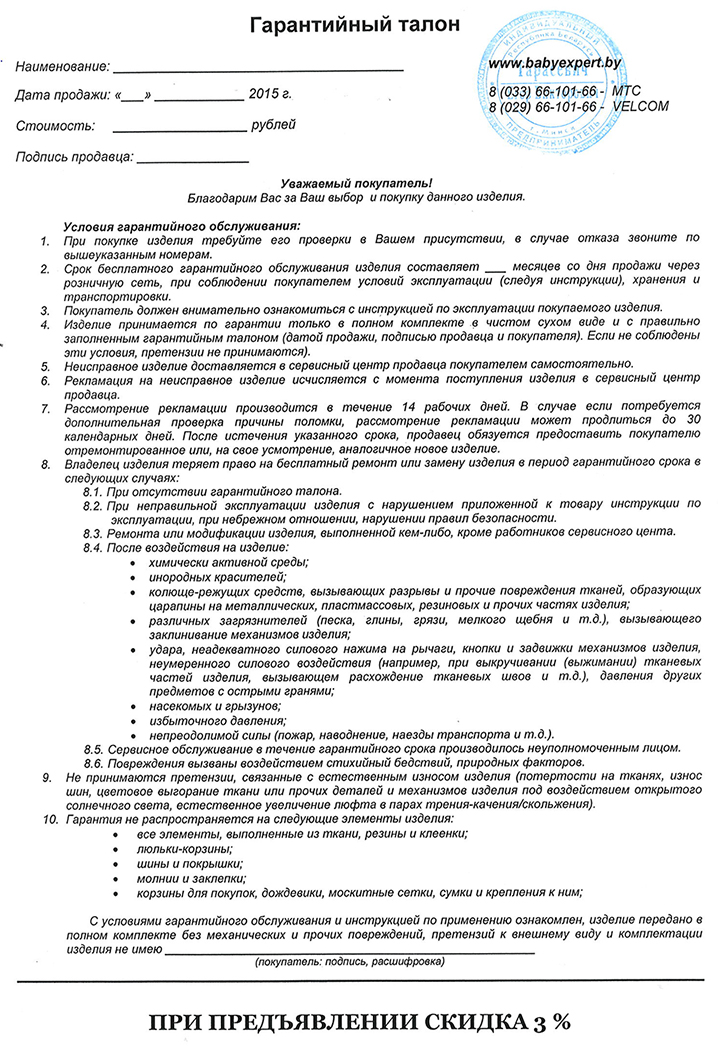 Гарантийный талон
ИНДИВИДУАЛЬНЫЙ
Республика Беларусь
Тарасевич
г. Минск
ПРЕДПРИНИМАТЕЛЬ
www.babyexpert.by
Наименование: ______________________________
Дата продажи: «___» ____________ 2015 г.
8 (033) 66-101-66 - МТС
8 (029) 66-101-66 - VELCOM
Стоимость: ______________ рублей
Подпись продавца: ____________
Уважаемый покупатель!
Благодарим Вас за Ваш выбор и покупку данного изделия.
Условия гарантийного обслуживания:
1. При покупке изделия требуйте его проверки в Вашем присутствии, в случае отказа звоните по
вышеуказанным номерам.
2. Срок бесплатного гарантийного обслуживания изделия составляет ___ месяцев со дня продажи через
розничную сеть, при соблюдении покупателем условий эксплуатации (следуя инструкции), хранения и
транспортировки.
3. Покупатель должен внимательно ознакомиться с инструкцией по эксплуатации покупаемого изделия.
4. Изделие принимается по гарантии только в полном комплекте в чистом сухом виде и с правильно
заполненным гарантийным талоном (датой продажи, подписью продавца и покупателя). Если не соблюдены
эти условия, претензии не принимаются).
5. Неисправное изделие доставляется в сервисный центр продавца покупателем самостоятельно.
6. Рекламация на неисправное изделие исчисляется с момента поступления изделия в сервисный центр
продавца.
7. Рассмотрение рекламации производится в течение 14 рабочих дней. В случае если потребуется
дополнительная проверка причины поломки, рассмотрение рекламации может продлиться до 30
календарных дней. После истечения указанного срока, продавец обязуется предоставить покупателю
отремонтированное или, на свое усмотрение, аналогичное новое изделие.
8. Владелец изделия теряет право на бесплатный ремонт или замену изделия в период гарантийного срока в
следующих случаях:
8.1. При отсутствии гарантийного талона.
8.2. При неправильной эксплуатации изделия с нарушением приложенной к товару инструкции по
эксплуатации, при небрежном отношении, нарушении правил безопасности.
8.3. Ремонта или модификации изделия, выполненной кем-либо, кроме работников сервисного цента.
8.4. После воздействия на изделие:
• химически активной среды;
• инородных красителей;
• колюще-режущих средств, вызывающих разрывы и прочие повреждения тканей, образующих
царапины на металлических, пластмассовых, резиновых и прочих частях изделия;
• различных загрязнителей (песка, глины, грязи, мелкого щебня и т.д.), вызывающего
заклинивание механизмов изделия;
• удара, неадекватного силового нажима на рычаги, кнопки и задвижки механизмов изделия,
неумеренного силового воздействия (например, при выкручивании (выжимании) тканевых
частей изделия, вызывающем расхождение тканевых швов и т.д.), давления других
предметов с острыми гранями;
• насекомых и грызунов;
• избыточного давления;
• непреодолимой силы (пожар, наводнение, наезды транспорта и т.д.).
8.5. Сервисное обслуживание в течение гарантийного срока производилось неуполномоченным лицом.
8.6. Повреждения вызваны воздействием стихийный бедствий, природных факторов.
9. Не принимаются претензии, связанные с естественным износом изделия (потертости на тканях, износ
шин, цветовое выгорание ткани или прочих деталей и механизмов изделия под воздействием открытого
солнечного света, естественное увеличение люфта в парах трения-качения/скольжения).
10. Гарантия не распространяется на следующие элементы изделия:
• все элементы, выполненные из ткани, резины и клеенки;
• люльки-корзины;
• шины и покрышки;
• молнии и заклепки;
• корзины для покупок, дождевики, москитные сетки, сумки и крепления к ним;
С условиями гарантийного обслуживания и инструкцией по применению ознакомлен, изделие передано в
полном комплекте без механических и прочих повреждений, претензий к внешнему виду и комплектации
изделия не имею ______________________________
(покупатель: подпись, расшифровка)
ПРИ ПРЕДЪЯВЛЕНИИ СКИДКА 3 %